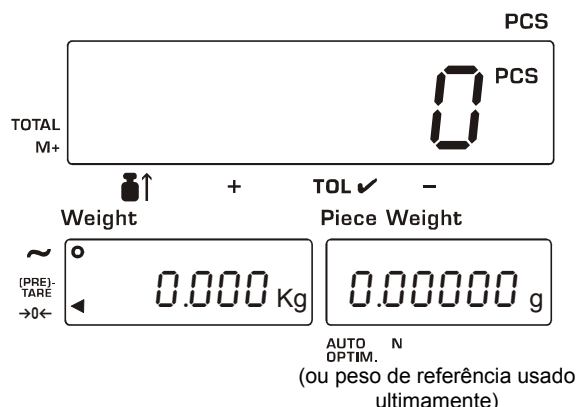 PCS
0 PCS
TOTAL
M+
+ TOL ✔ −
Weight
Piece Weight
~
(PRE)-
TARE
→0←
0.000 Kg
0.00000 g
AUTO N
OPTIM.
(ou peso de referência usado
ultimamente)